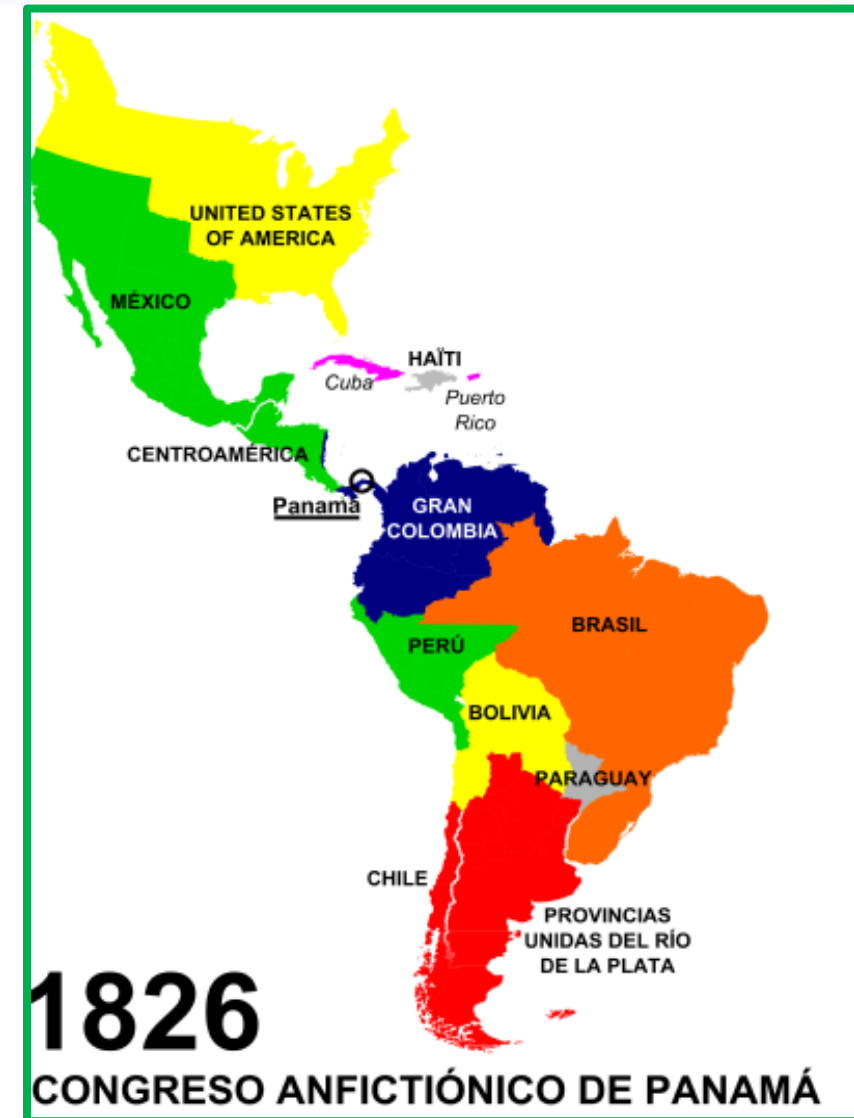 UNITED STATES
OF AMERICA
MÉXICO
HAÏTI
Cuba
Puerto
Rico
CENTROAMÉRICA
Panamá
GRAN
COLOMBIA
BRASIL
PERÚ
BOLIVIA
PARAGUAY
CHILE
PROVINCIAS
UNIDAS DEL RÍO
DE LA PLATA
1826
CONGRESO ANFICTIÓNICO DE PANAMÁ